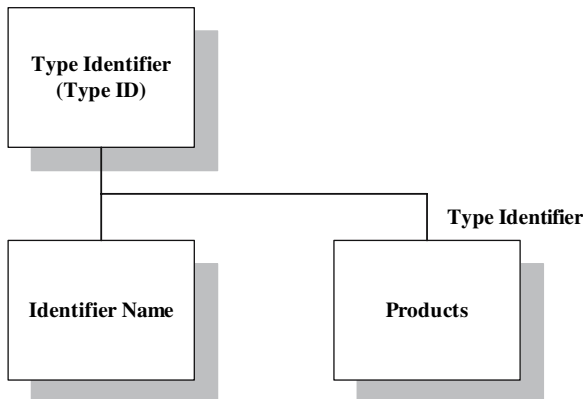 Type Identifier
(Type ID)
Type Identifier
Identifier Name
Products